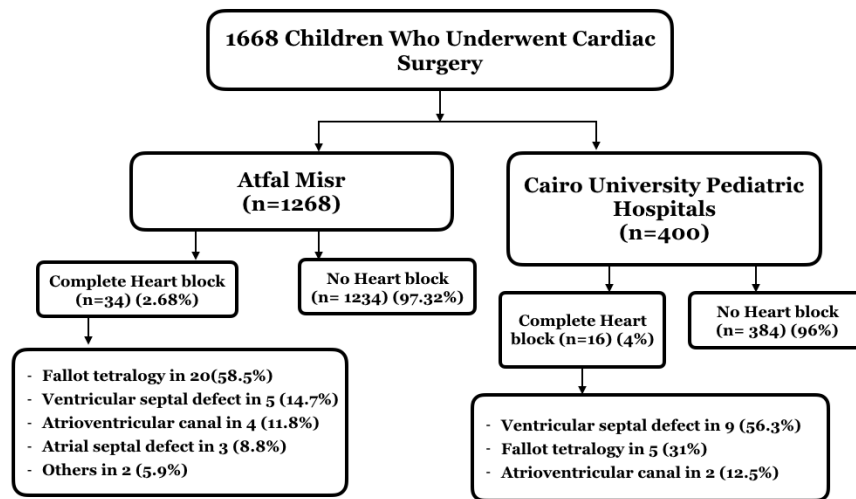 1668 Children Who Underwent Cardiac
Surgery
Atfal Misr
(n=1268)
Cairo University Pediatric
Hospitals
(n=400)
Complete Heart block
(n=34) (2.68%)
No Heart block
(n= 1234) (97.32%)
Complete Heart
block (n=16) (4%)
No Heart block
(n= 384) (96%)
- Fallot tetralogy in 20(58.5%)
- Ventricular septal defect in 5 (14.7%)
- Atrioventricular canal in 4 (11.8%)
- Atrial septal defect in 3 (8.8%)
- Others in 2 (5.9%)
- Ventricular septal defect in 9 (56.3%)
- Fallot tetralogy in 5 (31%)
- Atrioventricular canal in 2 (12.5%)